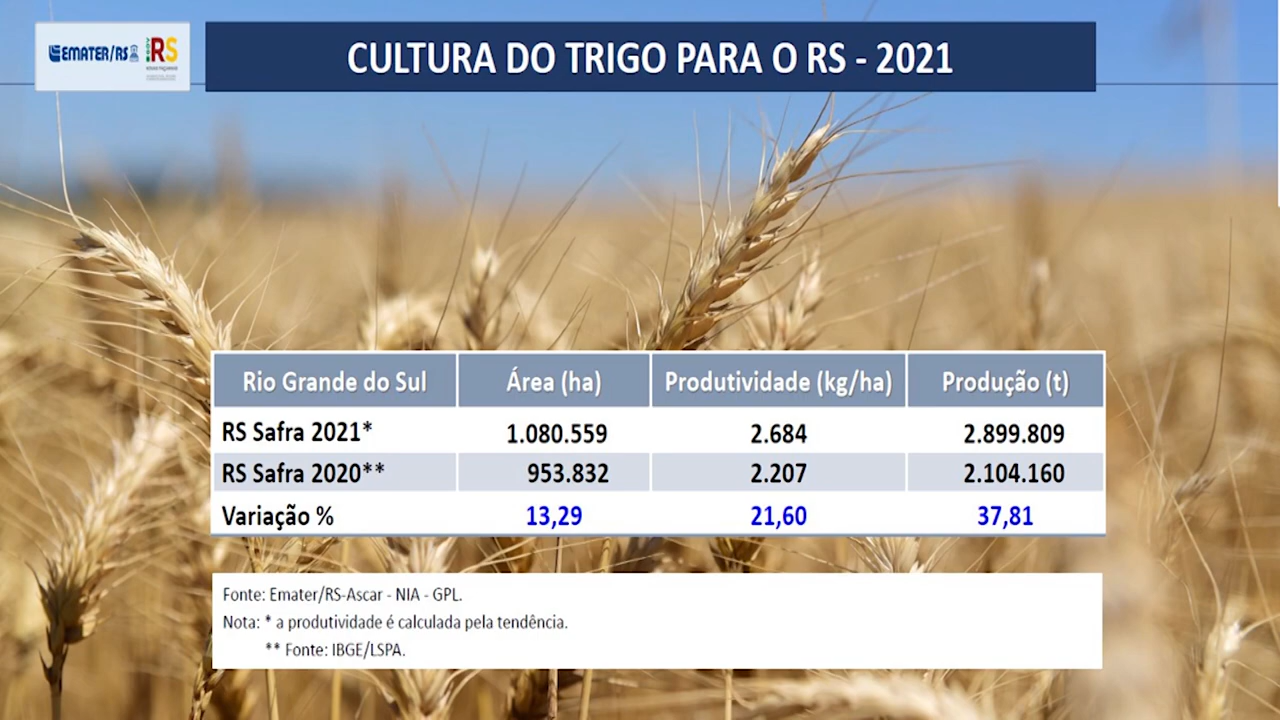 EMATER/RS
RS
CULTURA DO TRIGO PARA O RS - 2021
Rio Grande do Sul Área (ha) Produtividade (kg/ha) Produção (t)
RS Safra 2021* 1.080.559 2.684 2.899.809
RS Safra 2020** 953.832 2.207 2.104.160
Variação % 13,29 21,60 37,81
Fonte: Emater/RS-Ascar - NIA - GPL.
Nota: * a produtividade é calculada pela tendência.
** Fonte: IBGE/LSPA.